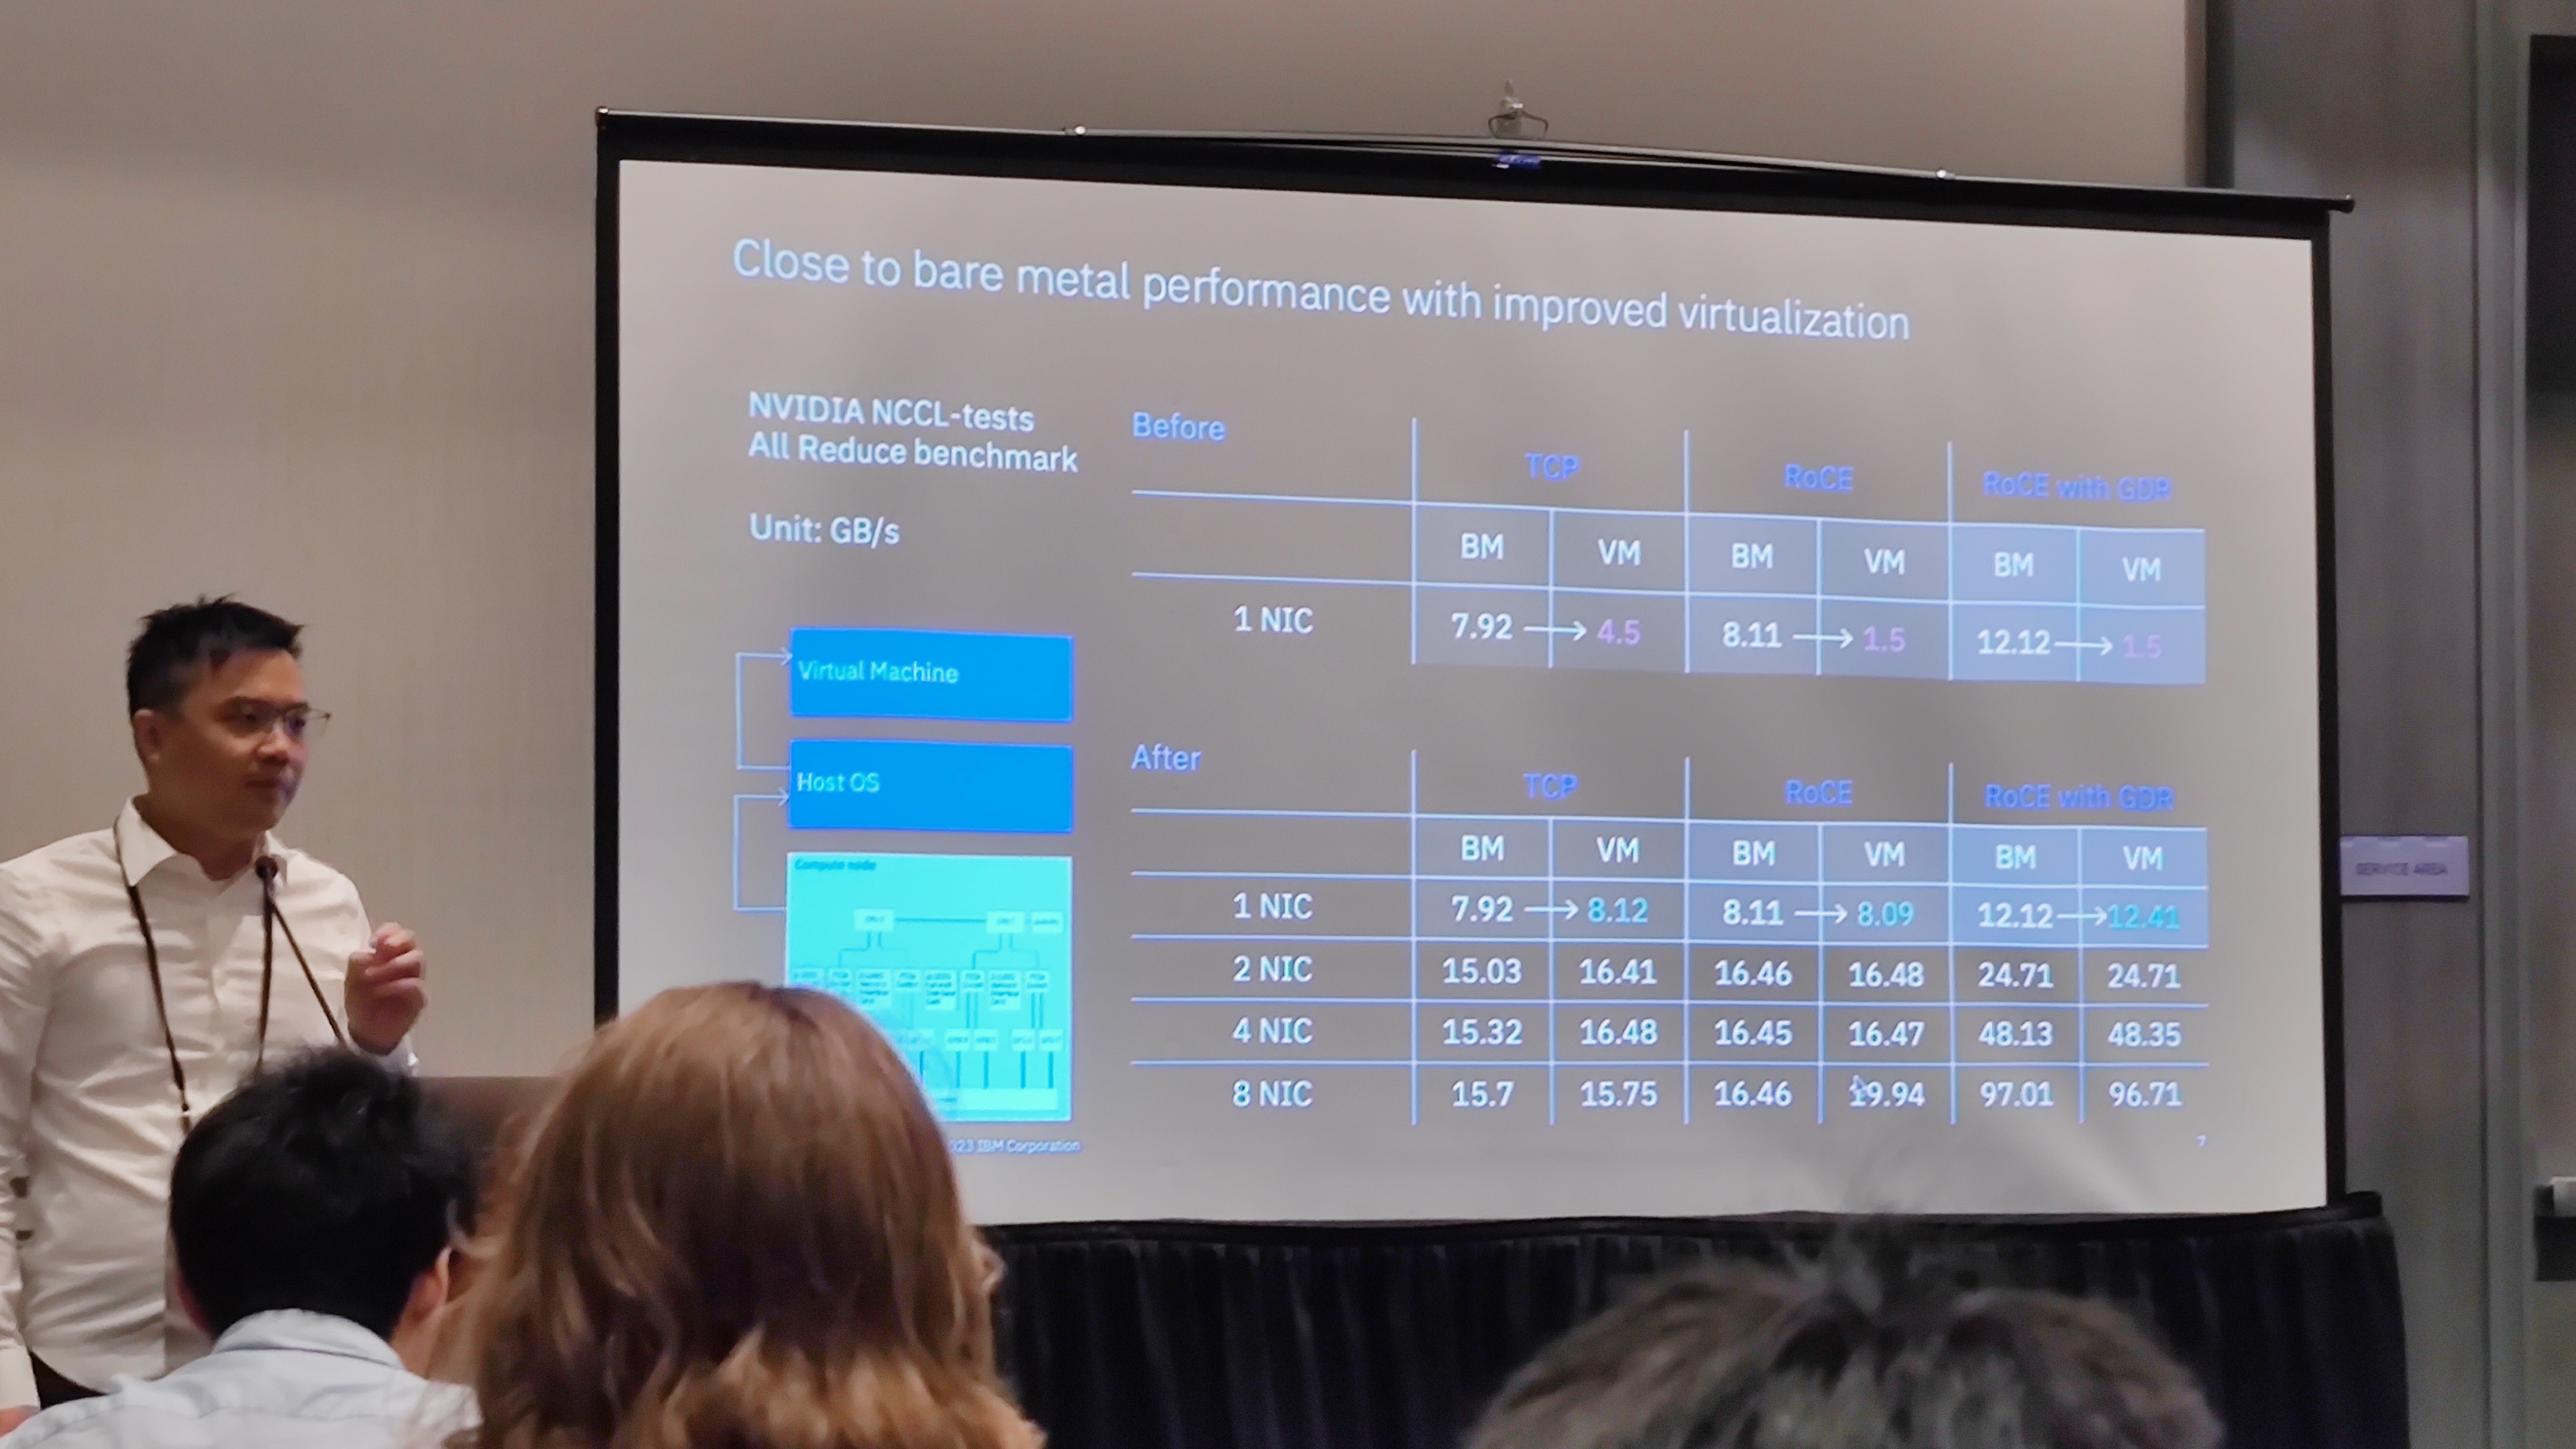 Close to bare metal performance with improved virtualization
NVIDIA NCCL-tests
All Reduce benchmark
Unit: GB/s
Virtual Machine
Host OS
Compute node
Before
TCP RoCE RoCE with GDR
BM VM BM VM BM VM
1 NIC 7.92 → 4.5 8.11 → 1.5 12.12 → 1.5
After
TCP RoCE RoCE with GDR
BM VM BM VM BM VM
1 NIC 7.92 → 8.12 8.11 → 8.09 12.12 → 12.41
2 NIC 15.03 16.41 16.46 16.48 24.71 24.71
4 NIC 15.32 16.48 16.45 16.47 48.13 48.35
8 NIC 15.7 15.75 16.46 19.94 97.01 96.71
23 IBM Corporation
7
SERVICE AREA